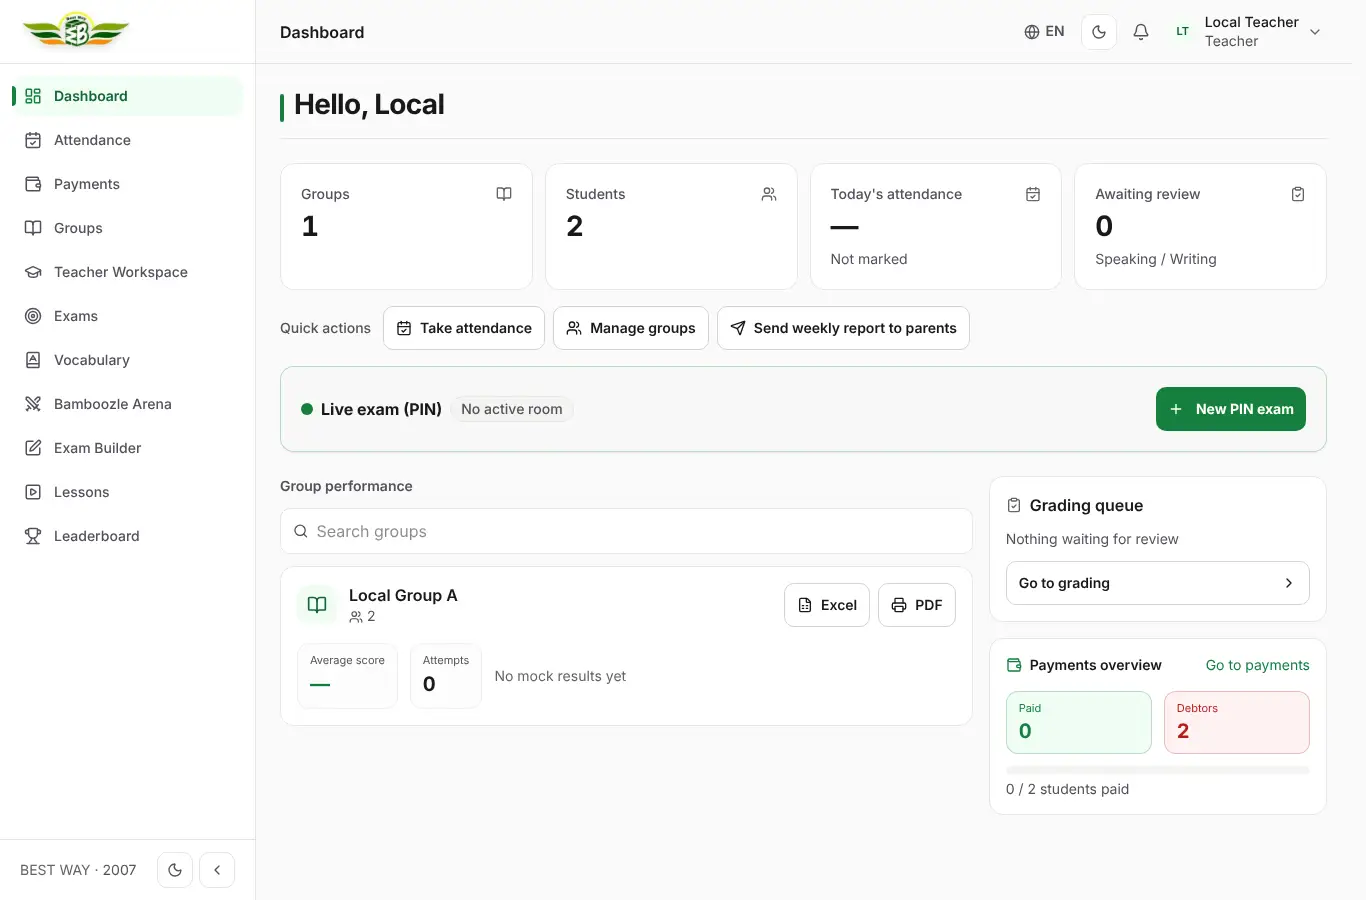 Best Way
Dashboard
EN
LT
Local Teacher
Teacher
Dashboard
Attendance
Payments
Groups
Teacher Workspace
Exams
Vocabulary
Bamboozle Arena
Exam Builder
Lessons
Leaderboard
BEST WAY · 2007
Hello, Local
Groups
1
Students
2
Today's attendance
—
Not marked
Awaiting review
0
Speaking / Writing
Quick actions
Take attendance
Manage groups
Send weekly report to parents
Live exam (PIN)
No active room
+ New PIN exam
Group performance
Search groups
Local Group A
2
Excel
PDF
Average score
—
Attempts
0
No mock results yet
Grading queue
Nothing waiting for review
Go to grading
Payments overview
Go to payments
Paid
0
Debtors
2
0 / 2 students paid